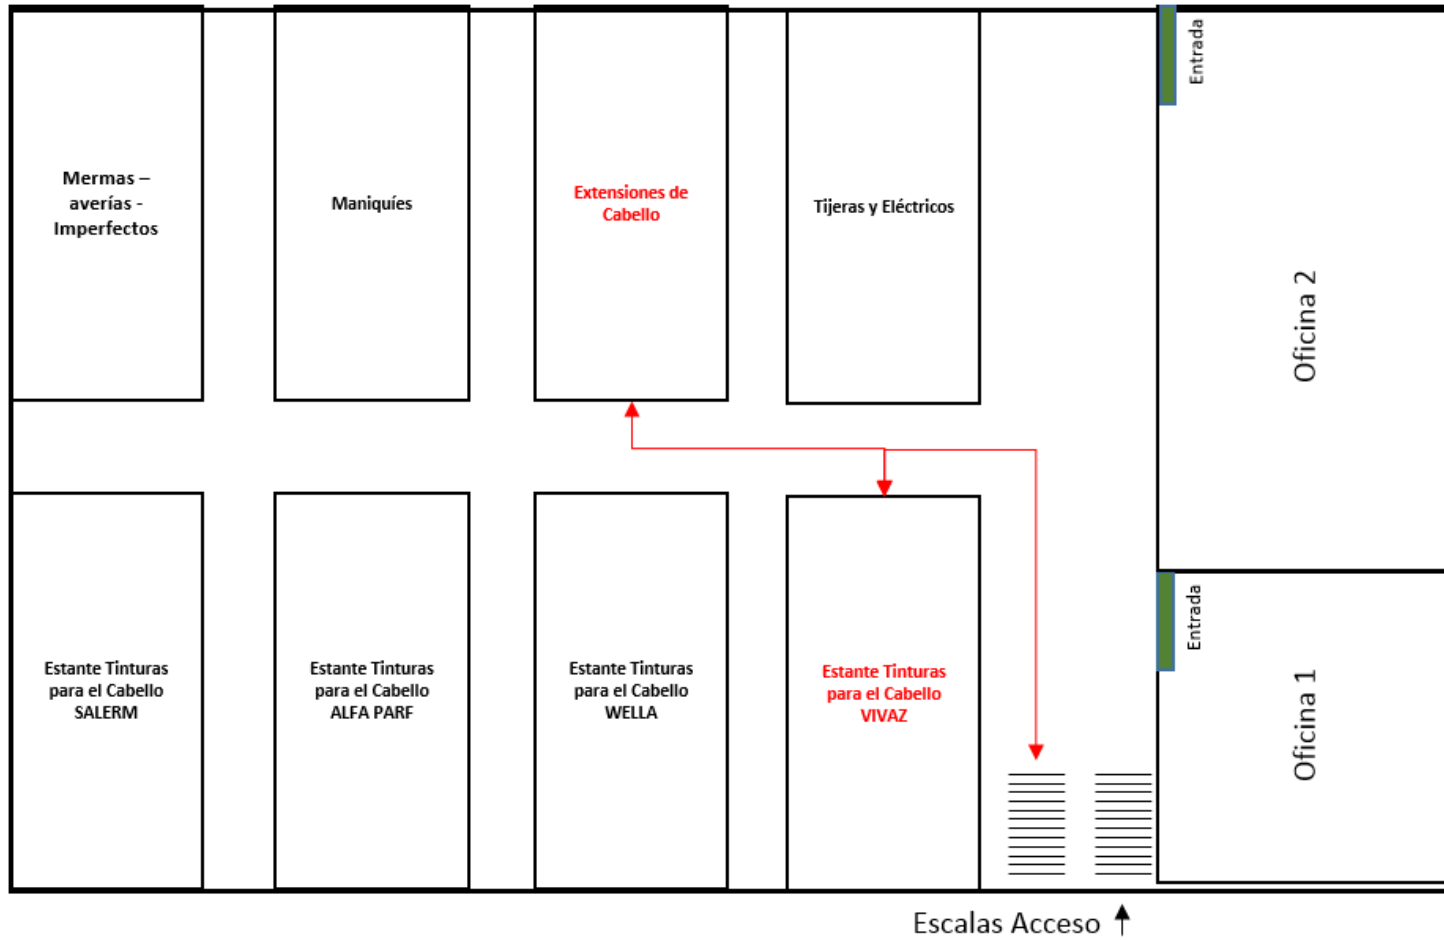 Mermas –
averías -
Imperfectos
Maniquíes
Extensiones de
Cabello
Tijeras y Eléctricos
Entrada
Oficina 2
Estante Tinturas
para el Cabello
SALERM
Estante Tinturas
para el Cabello
ALFA PARF
Estante Tinturas
para el Cabello
WELLA
Estante Tinturas
para el Cabello
VIVAZ
Entrada
Oficina 1
Escalas Acceso